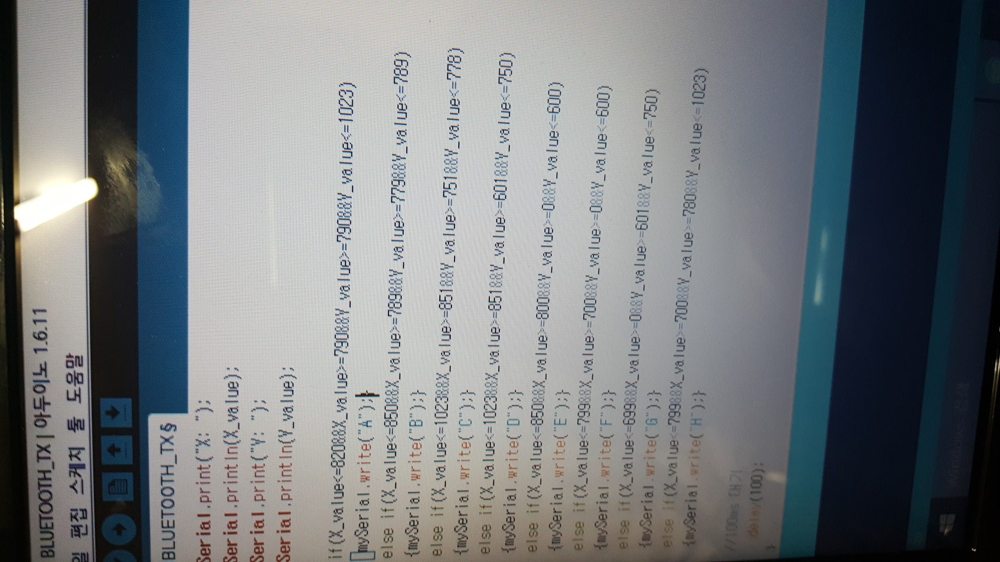 BLUETOOTH_TX | 아두이노 1.6.11
편집 스케치 툴 도움말
BLUETOOTH_TX§
Serial.print("X: ");
Serial.println(X_value);
Serial.print("Y: ");
Serial.println(Y_value);
if(X_value<=820&&X_value>=790&&Y_value>=790&&Y_value<=1023)
{mySerial.write("A");}
else if(X_value<=850&&X_value>=789&&Y_value>=779&&Y_value<=789)
{mySerial.write("B");}
else if(X_value<=1023&&X_value>=851&&Y_value>=751&&Y_value<=778)
{mySerial.write("C");}
else if(X_value<=1023&&X_value>=851&&Y_value>=601&&Y_value<=750)
{mySerial.write("D");}
else if(X_value<=850&&X_value>=800&&Y_value>=0&&Y_value<=600)
{mySerial.write("E");}
else if(X_value<=799&&X_value>=700&&Y_value>=0&&Y_value<=600)
{mySerial.write("F");}
else if(X_value<=699&&X_value>=0&&Y_value>=601&&Y_value<=750)
{mySerial.write("G");}
else if(X_value<=799&&X_value>=700&&Y_value>=780&&Y_value<=1023)
{mySerial.write("H");}
//100ms 대기
delay(100);
}
Windows 검색